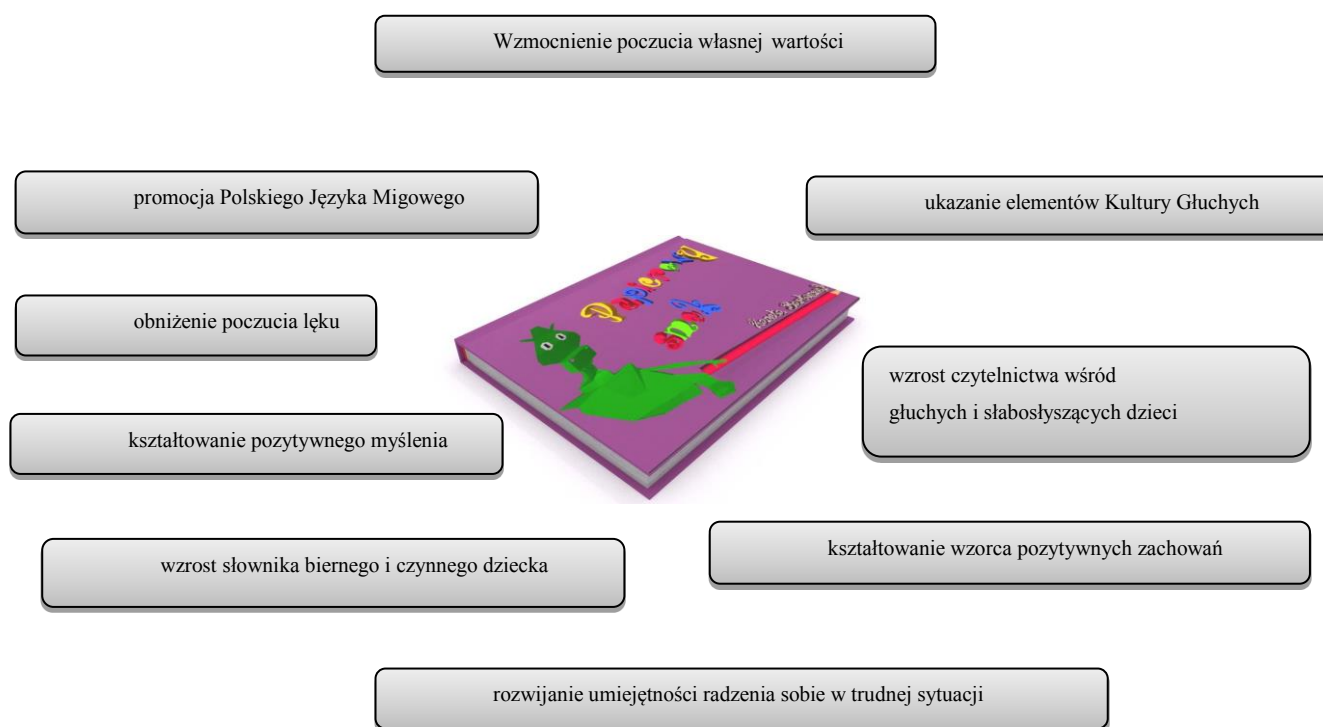 Wzmocnienie poczucia własnej wartości
promocja Polskiego Języka Migowego
ukazanie elementów Kultury Głuchych
Papierowy
smok
obniżenie poczucia lęku
wzrost czytelnictwa wśród
głuchych i słabosłyszących dzieci
kształtowanie pozytywnego myślenia
kształtowanie wzorca pozytywnych zachowań
wzrost słownika biernego i czynnego dziecka
rozwijanie umiejętności radzenia sobie w trudnej sytuacji